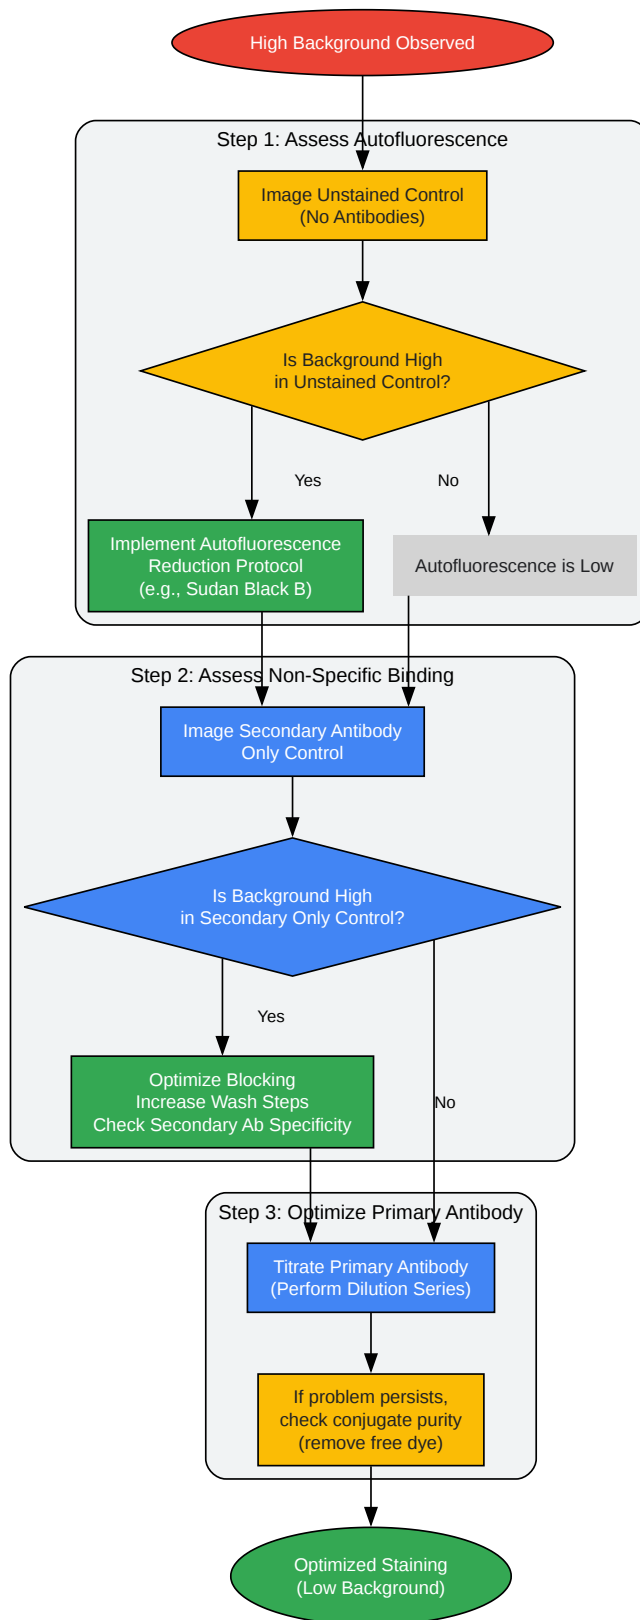 High Background Observed
Step 1: Assess Autofluorescence
Image Unstained Control
(No Antibodies)
Is Background High
in Unstained Control?
Yes
No
Implement Autofluorescence
Reduction Protocol
(e.g., Sudan Black B)
Autofluorescence is Low
Step 2: Assess Non-Specific Binding
Image Secondary Antibody
Only Control
Is Background High
in Secondary Only Control?
Yes
Optimize Blocking
Increase Wash Steps
Check Secondary Ab Specificity
No
Step 3: Optimize Primary Antibody
Titrate Primary Antibody
(Perform Dilution Series)
If problem persists,
check conjugate purity
(remove free dye)
Optimized Staining
(Low Background)